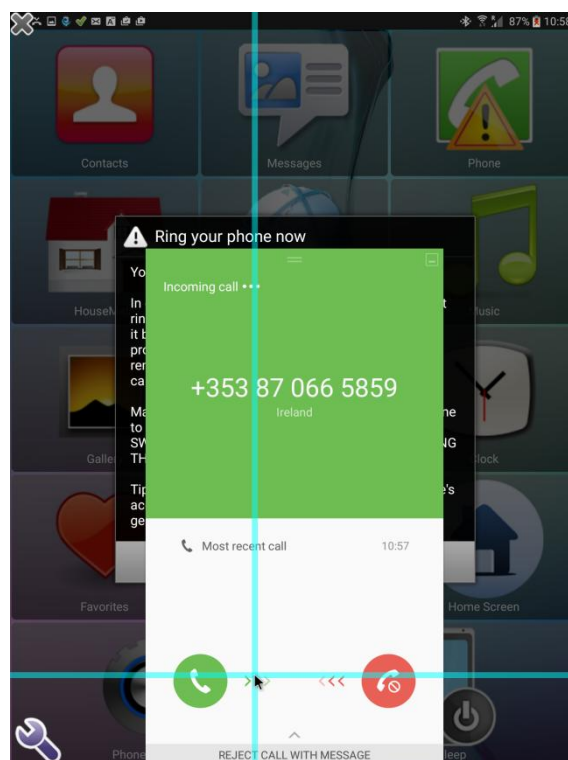 87% 10:58
Contacts
Messages
Phone
Ring your phone now
Yo
Incoming call •••
In
t
rin
HouseM
Music
it b
pro
ren
ca
+353 87 066 5859
Ireland
Ma
ne
to
SW
NG
Galle
TH
Clock
Tip
e's
ac
ge
Most recent call 10:57
Favorites
Home Screen
Phone
leep
REJECT CALL WITH MESSAGE